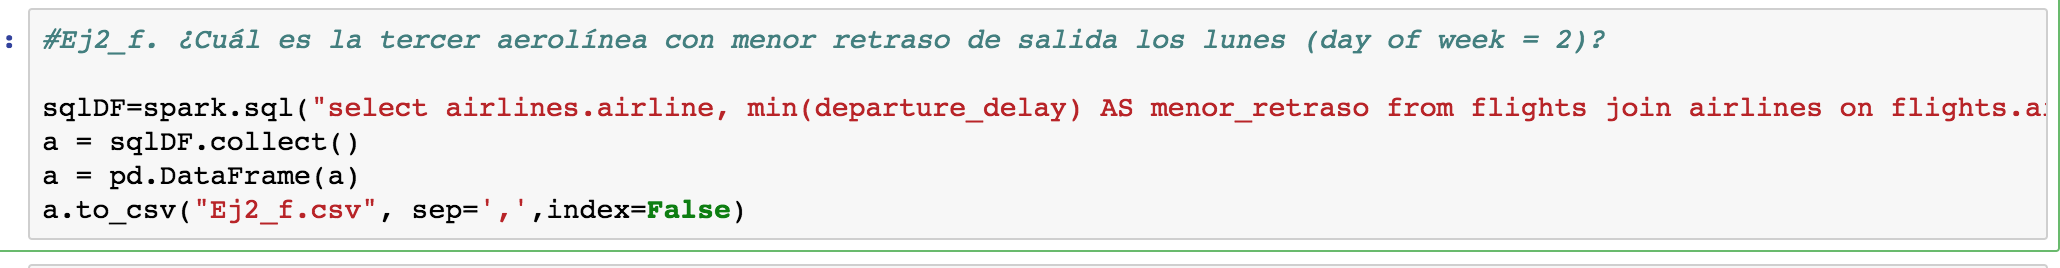 :
#Ej2_f. ¿Cuál es la tercer aerolínea con menor retraso de salida los lunes (day of week = 2)?
sqlDF=spark.sql("select airlines.airline, min(departure_delay) AS menor_retraso from flights join airlines on flights.a
a = sqlDF.collect()
a = pd.DataFrame(a)
a.to_csv("Ej2_f.csv", sep=',',index=False)